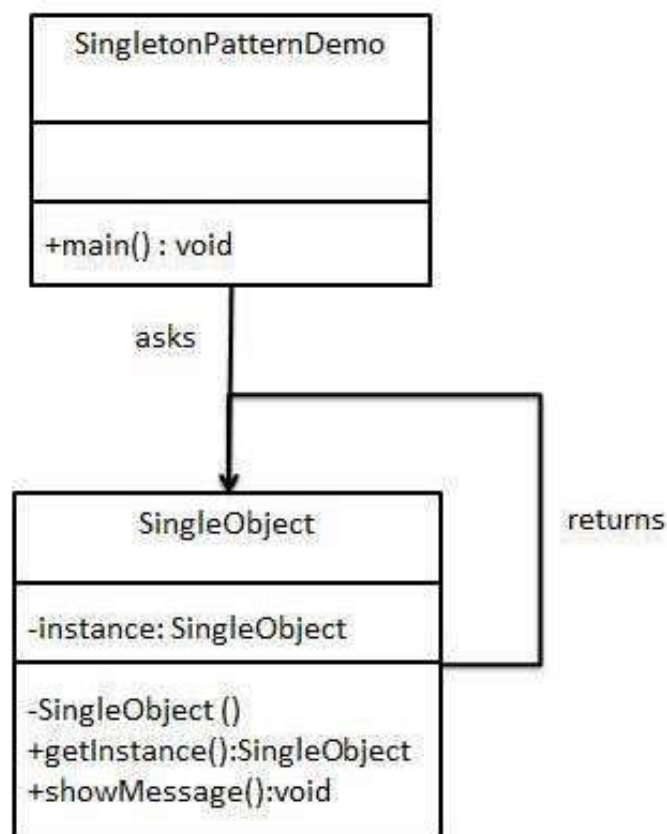 SingletonPatternDemo
+main() : void
asks
SingleObject
returns
-instance: SingleObject
-SingleObject ()
+getInstance():SingleObject
+showMessage():void